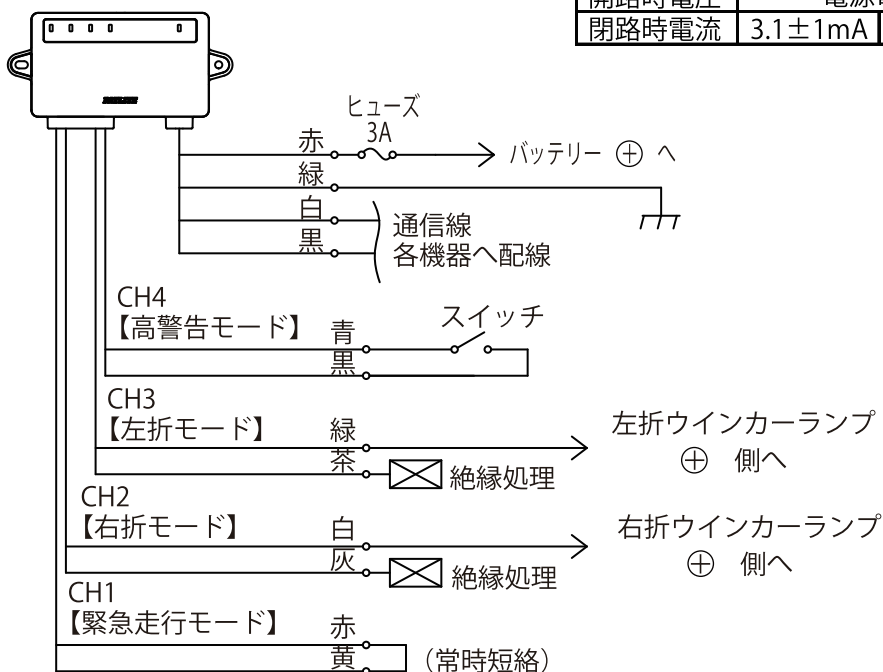 閉路時電流 3.1±1mA
ヒューズ
3A
赤
バッテリー ⊕ へ
緑
白
黒
通信線
各機器へ配線
CH4
【高警告モード】
青
黒
スイッチ
CH3
【左折モード】
緑
茶
絶縁処理
左折ウインカーランプ
⊕ 側へ
CH2
【右折モード】
白
灰
絶縁処理
右折ウインカーランプ
⊕ 側へ
CH1
【緊急走行モード】
赤
黄
（常時短絡）